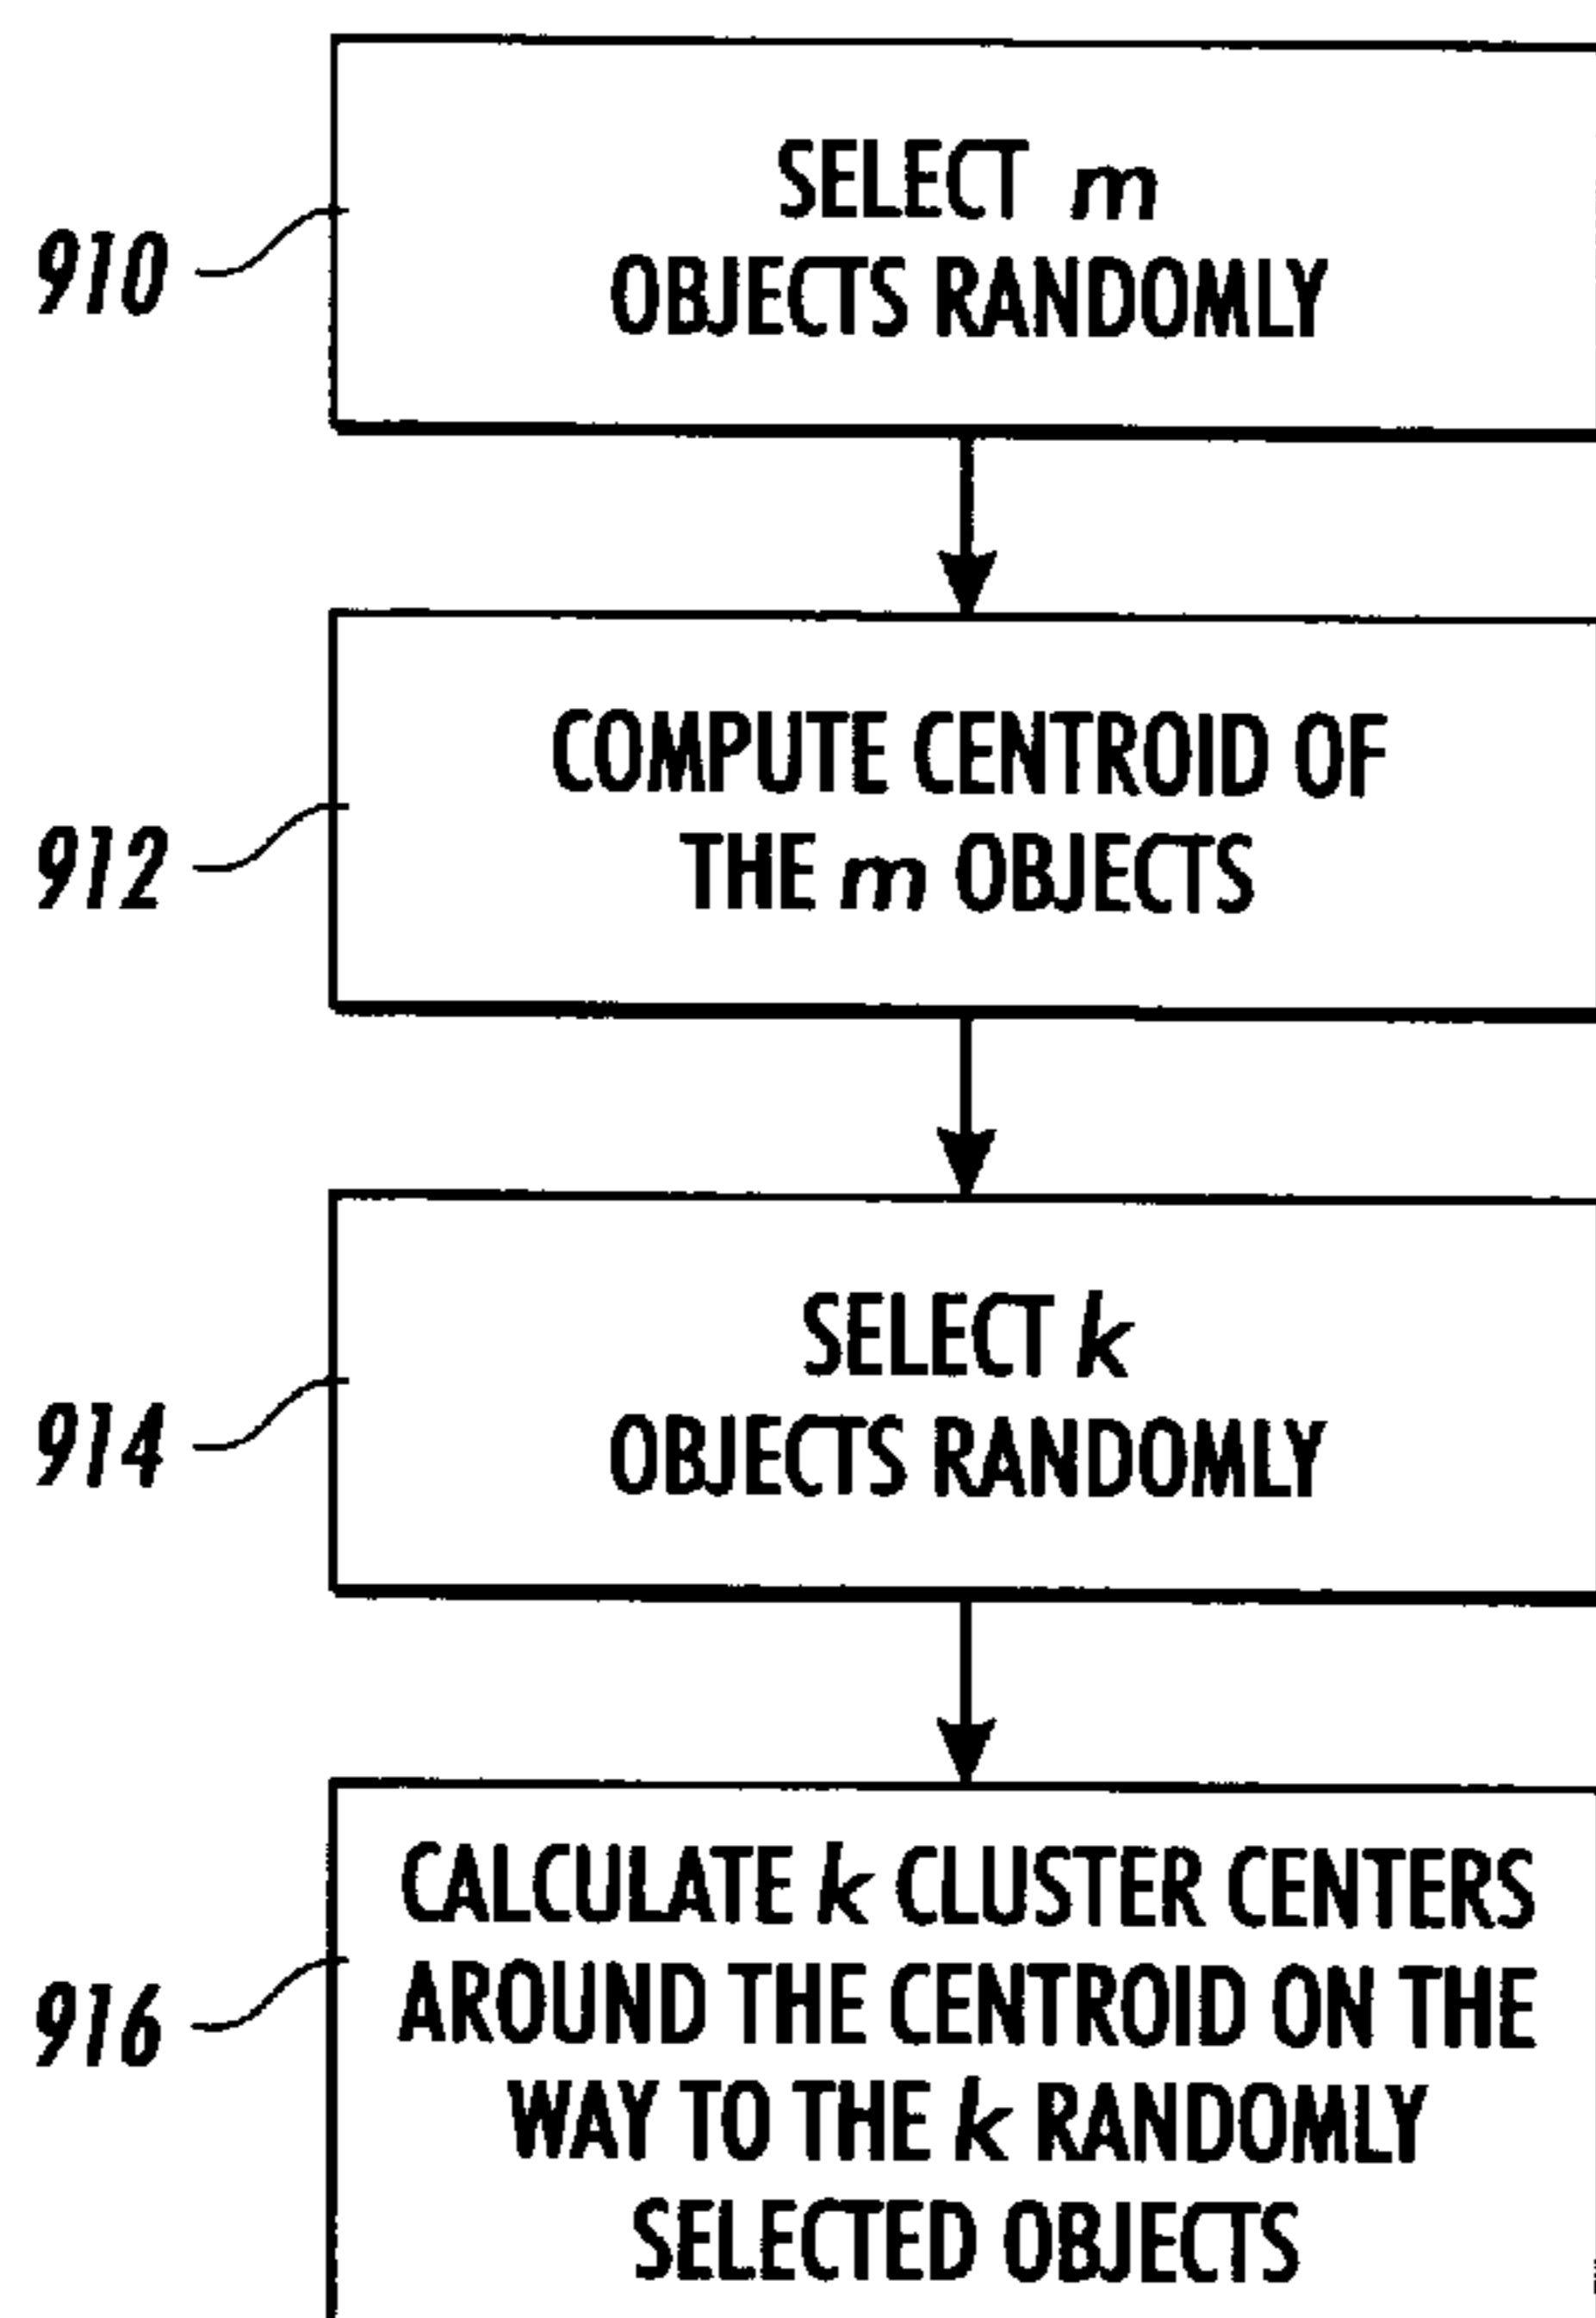 SELECT m
OBJECTS RANDOMLY
910
COMPUTE CENTROID OF
THE m OBJECTS
912
SELECT k
OBJECTS RANDOMLY
914
CALCULATE k CLUSTER CENTERS
AROUND THE CENTROID ON THE
WAY TO THE k RANDOMLY
SELECTED OBJECTS
916